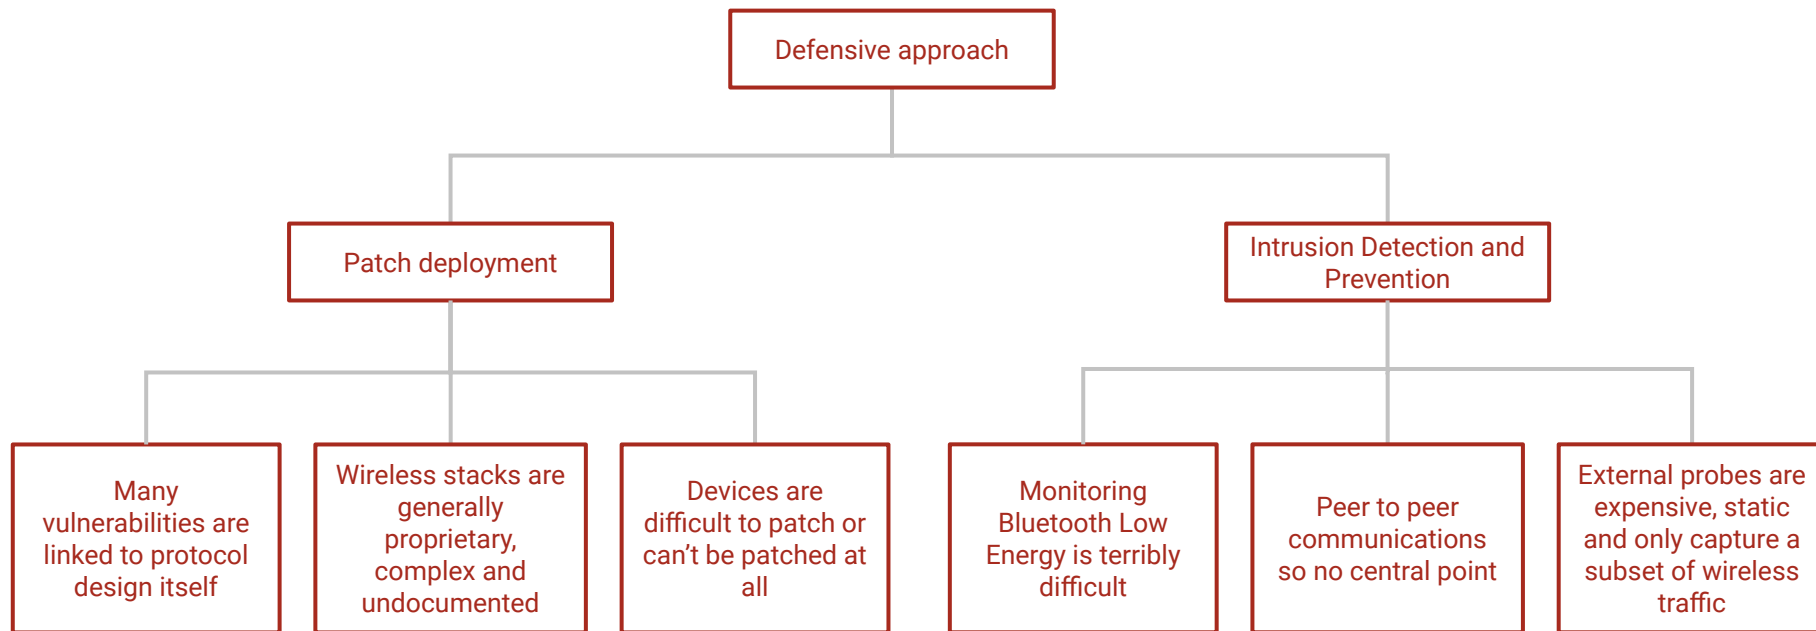 Defensive approach
Patch deployment
Intrusion Detection and
Prevention
Many
vulnerabilities are
linked to protocol
design itself
Wireless stacks are
generally
proprietary,
complex and
undocumented
Devices are
difficult to patch or
can’t be patched at
all
Monitoring
Bluetooth Low
Energy is terribly
difficult
Peer to peer
communications
so no central point
External probes are
expensive, static
and only capture a
subset of wireless
traffic